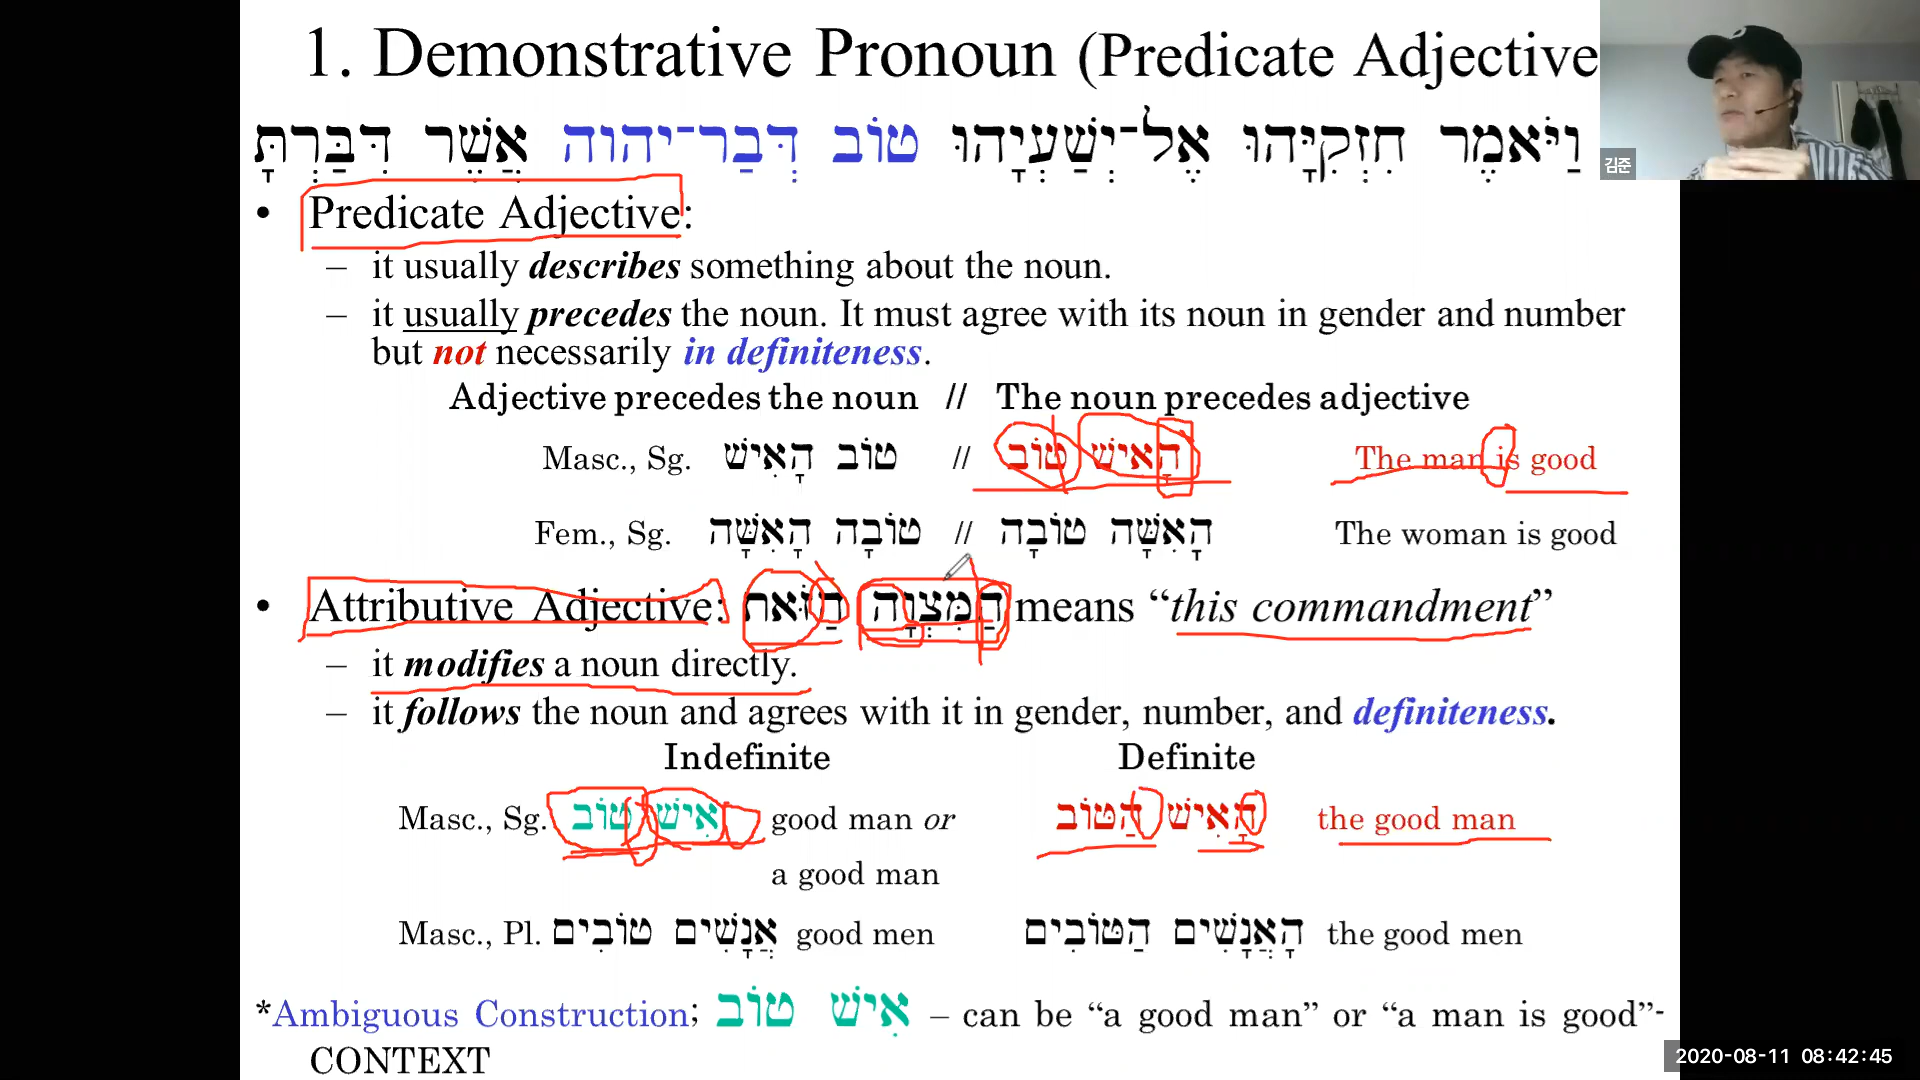 1. Demonstrative Pronoun (Predicate Adjective
וַיֹּאמֶר חִזְקִיָּהוּ אֶל־יְשַׁעְיָהוּ טוֹב דְּבַר־יהוה אֲשֶׁר דִּבַּרְתָּ
김준
• Predicate Adjective:
– it usually describes something about the noun.
– it usually precedes the noun. It must agree with its noun in gender and number
but not necessarily in definiteness.
Adjective precedes the noun // The noun precedes adjective
Masc., Sg. טוֹב הָאִישׁ // הָאִישׁ טוֹב The man is good
Fem., Sg. טוֹבָה הָאִשָּׁה // הָאִשָּׁה טוֹבָה The woman is good
• Attributive Adjective: הַמִּצְוָה הַזֹּאת means “this commandment”
– it modifies a noun directly.
– it follows the noun and agrees with it in gender, number, and definiteness.
Indefinite Definite
Masc., Sg. אִישׁ טוֹב good man or הָאִישׁ הַטּוֹב the good man
a good man
Masc., Pl. אֲנָשִׁים טוֹבִים good men הָאֲנָשִׁים הַטּוֹבִים the good men
*Ambiguous Construction; אִישׁ טוֹב – can be “a good man” or “a man is good”-
CONTEXT
2020-08-11 08:42:45